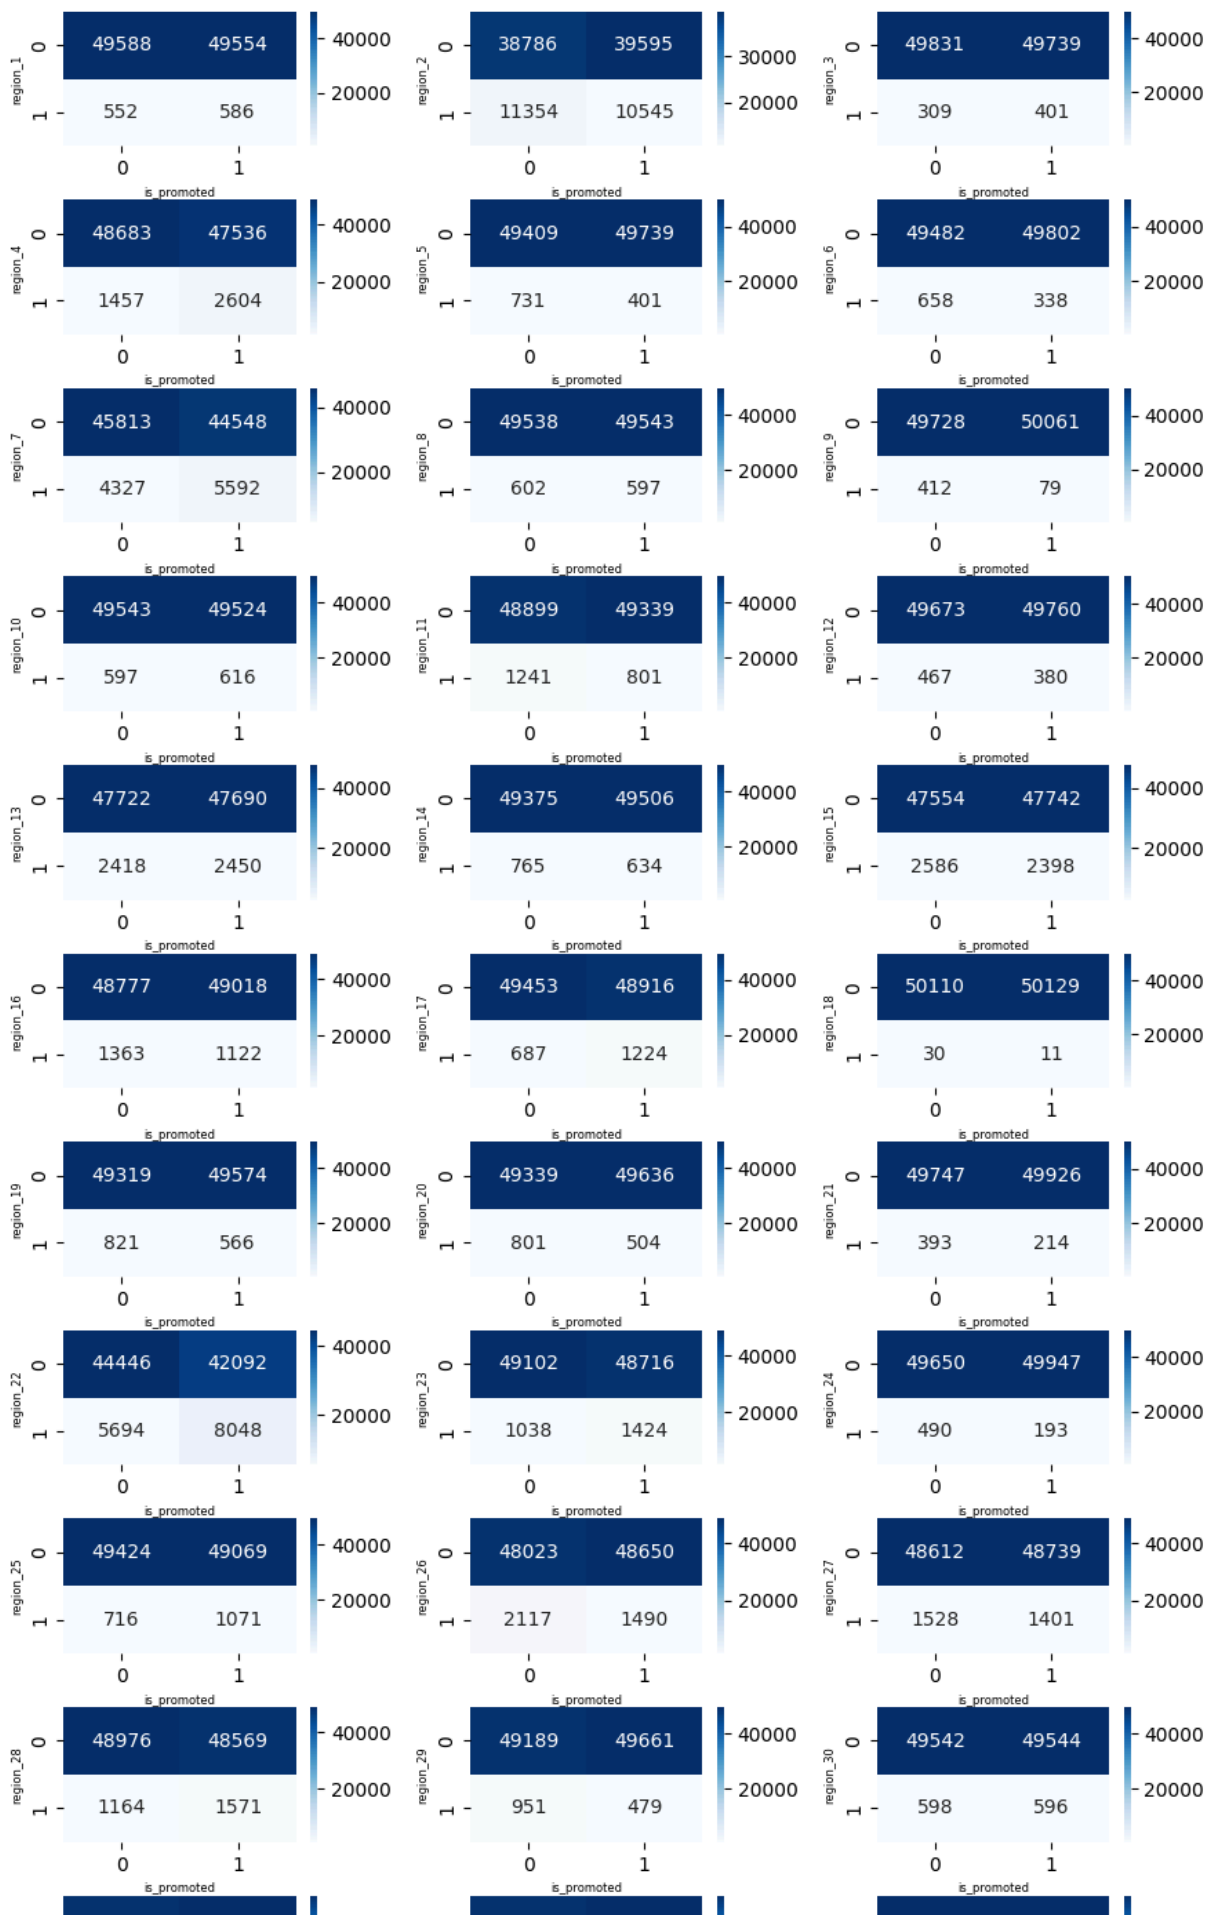 region_1 0 49588 49554 40000
1 552 586 20000
0 1
is_promoted
region_2 0 38786 39595 30000
1 11354 10545 20000
0 1
region_3 0 49831 49739 40000
1 309 401 20000
0 1
is_promoted
region_4 0 48683 47536 40000
1 1457 2604 20000
0 1
is_promoted
region_5 0 49409 49739 40000
1 731 401 20000
0 1
is_promoted
region_6 0 49482 49802 40000
1 658 338 20000
0 1
is_promoted
region_7 0 45813 44548 40000
1 4327 5592 20000
0 1
is_promoted
region_8 0 49538 49543 40000
1 602 597 20000
0 1
is_promoted
region_9 0 49728 50061 40000
1 412 79 20000
0 1
is_promoted
region_10 0 49543 49524 40000
1 597 616 20000
0 1
is_promoted
region_11 0 48899 49339 40000
1 1241 801 20000
0 1
is_promoted
region_12 0 49673 49760 40000
1 467 380 20000
0 1
is_promoted
region_13 0 47722 47690 40000
1 2418 2450 20000
0 1
is_promoted
region_14 0 49375 49506 40000
1 765 634 20000
0 1
is_promoted
region_15 0 47554 47742 40000
1 2586 2398 20000
0 1
is_promoted
region_16 0 48777 49018 40000
1 1363 1122 20000
0 1
is_promoted
region_17 0 49453 48916 40000
1 687 1224 20000
0 1
is_promoted
region_18 0 50110 50129 40000
1 30 11 20000
0 1
is_promoted
region_19 0 49319 49574 40000
1 821 566 20000
0 1
is_promoted
region_20 0 49339 49636 40000
1 801 504 20000
0 1
is_promoted
region_21 0 49747 49926 40000
1 393 214 20000
0 1
is_promoted
region_22 0 44446 42092 40000
1 5694 8048 20000
0 1
is_promoted
region_23 0 49102 48716 40000
1 1038 1424 20000
0 1
is_promoted
region_24 0 49650 49947 40000
1 490 193 20000
0 1
is_promoted
region_25 0 49424 49069 40000
1 716 1071 20000
0 1
is_promoted
region_26 0 48023 48650 40000
1 2117 1490 20000
0 1
is_promoted
region_27 0 48612 48739 40000
1 1528 1401 20000
0 1
is_promoted
region_28 0 48976 48569 40000
1 1164 1571 20000
0 1
is_promoted
region_29 0 49189 49661 40000
1 951 479 20000
0 1
is_promoted
region_30 0 49542 49544 40000
1 598 596 20000
0 1
is_promoted